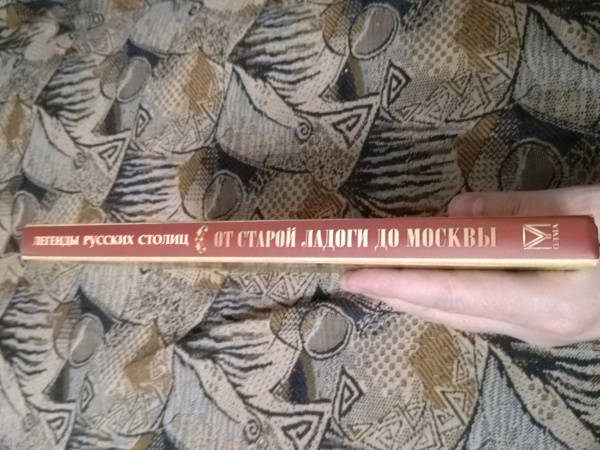 ЛЕГЕНДЫ РУССКИХ СТОЛИЦ
ОТ СТАРОЙ ЛАДОГИ ДО МОСКВЫ